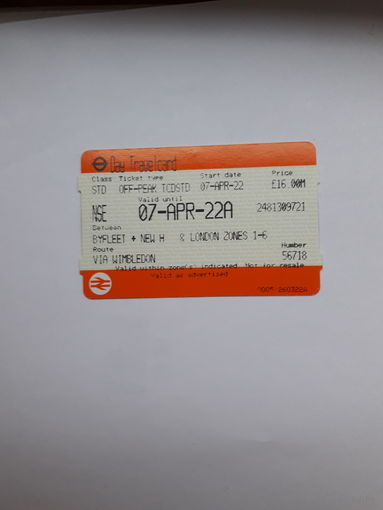 Day Travelcard
Class Ticket type Start date Price
STD OFF-PEAK TCDSTD 07-APR-22 £16.00M
Valid until
NSE 07-APR-22A 2481309721
Between
BYFLEET + NEW H & LONDON ZONES 1-6
Route Number
VIA WIMBLEDON 56718
Valid within zone(s) indicated. Not for resale
Valid as advertised